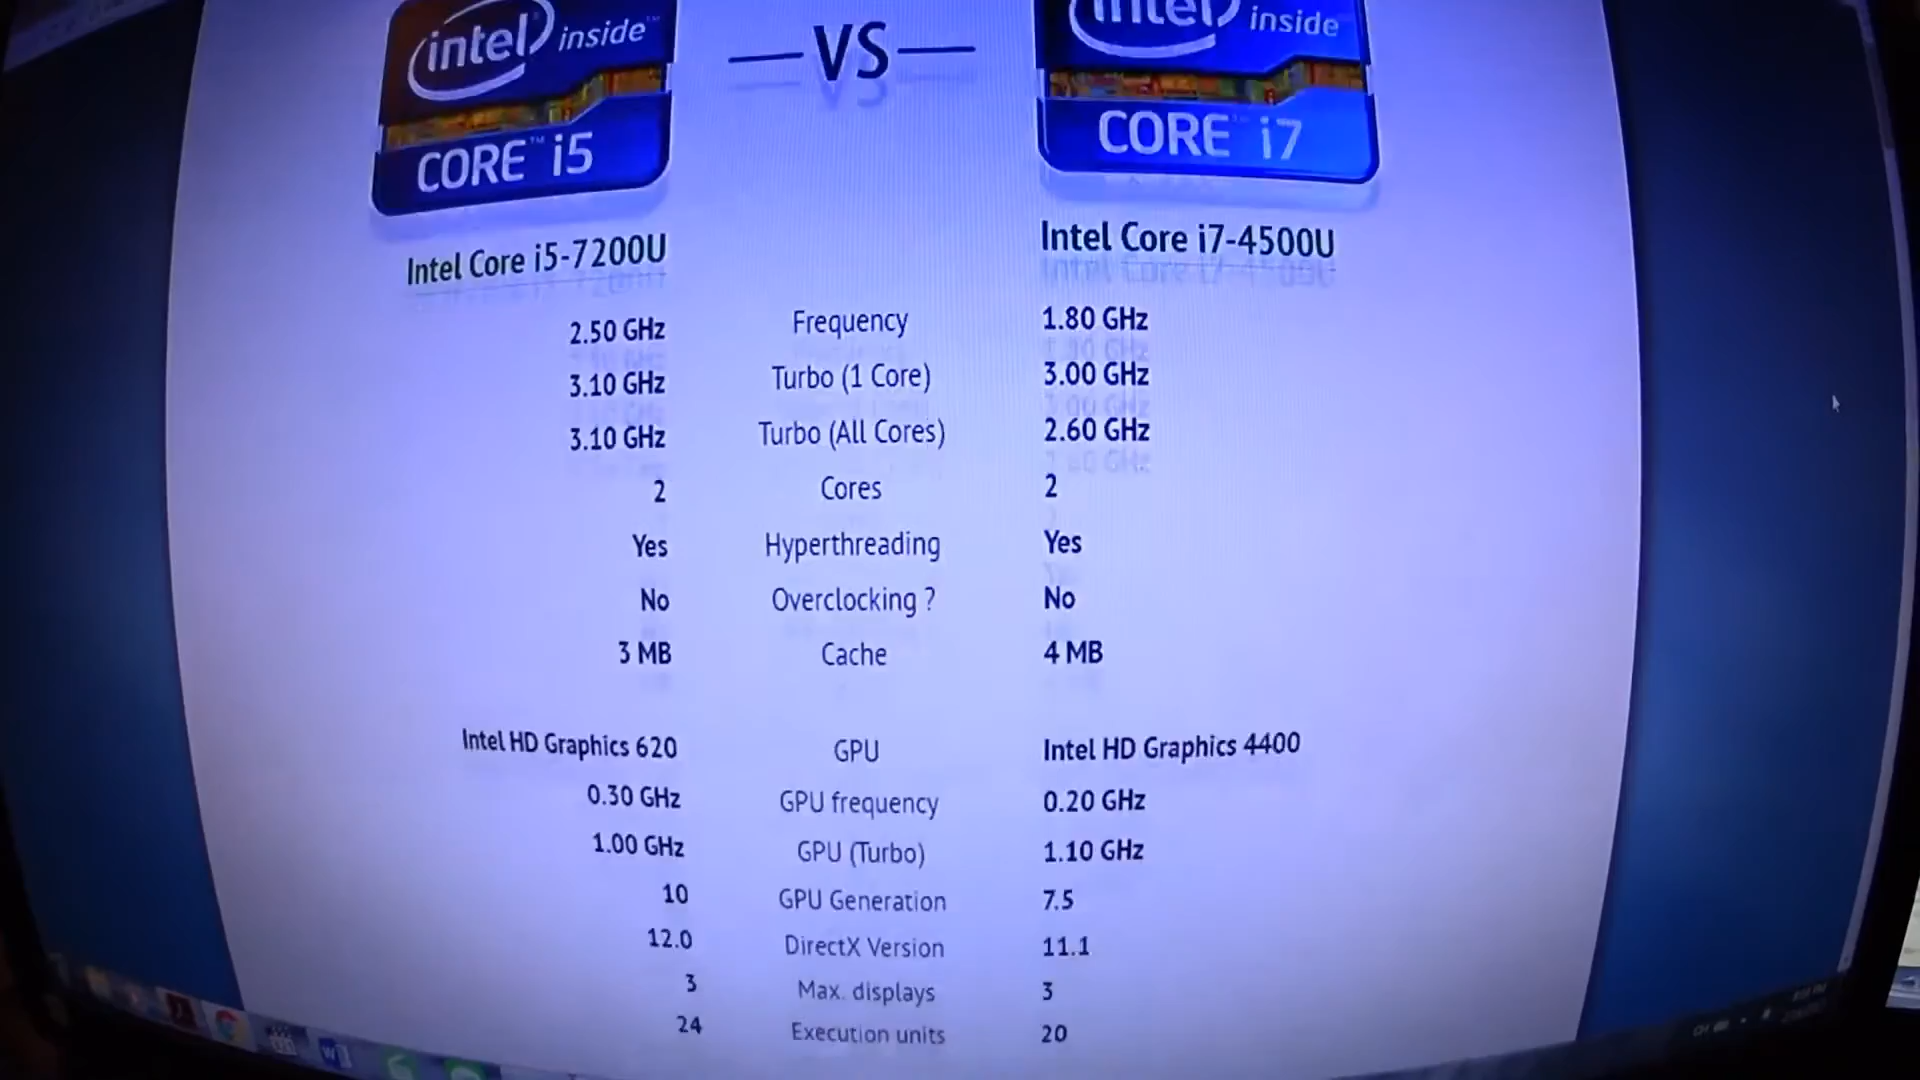 intel inside™ —VS— intel inside
CORE™ i5 CORE™ i7
Intel Core i5-7200U Intel Core i7-4500U
2.50 GHz Frequency 1.80 GHz
3.10 GHz Turbo (1 Core) 3.00 GHz
3.10 GHz Turbo (All Cores) 2.60 GHz
2 Cores 2
Yes Hyperthreading Yes
No Overclocking ? No
3 MB Cache 4 MB
Intel HD Graphics 620 GPU Intel HD Graphics 4400
0.30 GHz GPU frequency 0.20 GHz
1.00 GHz GPU (Turbo) 1.10 GHz
10 GPU Generation 7.5
12.0 DirectX Version 11.1
3 Max. displays 3
24 Execution units 20